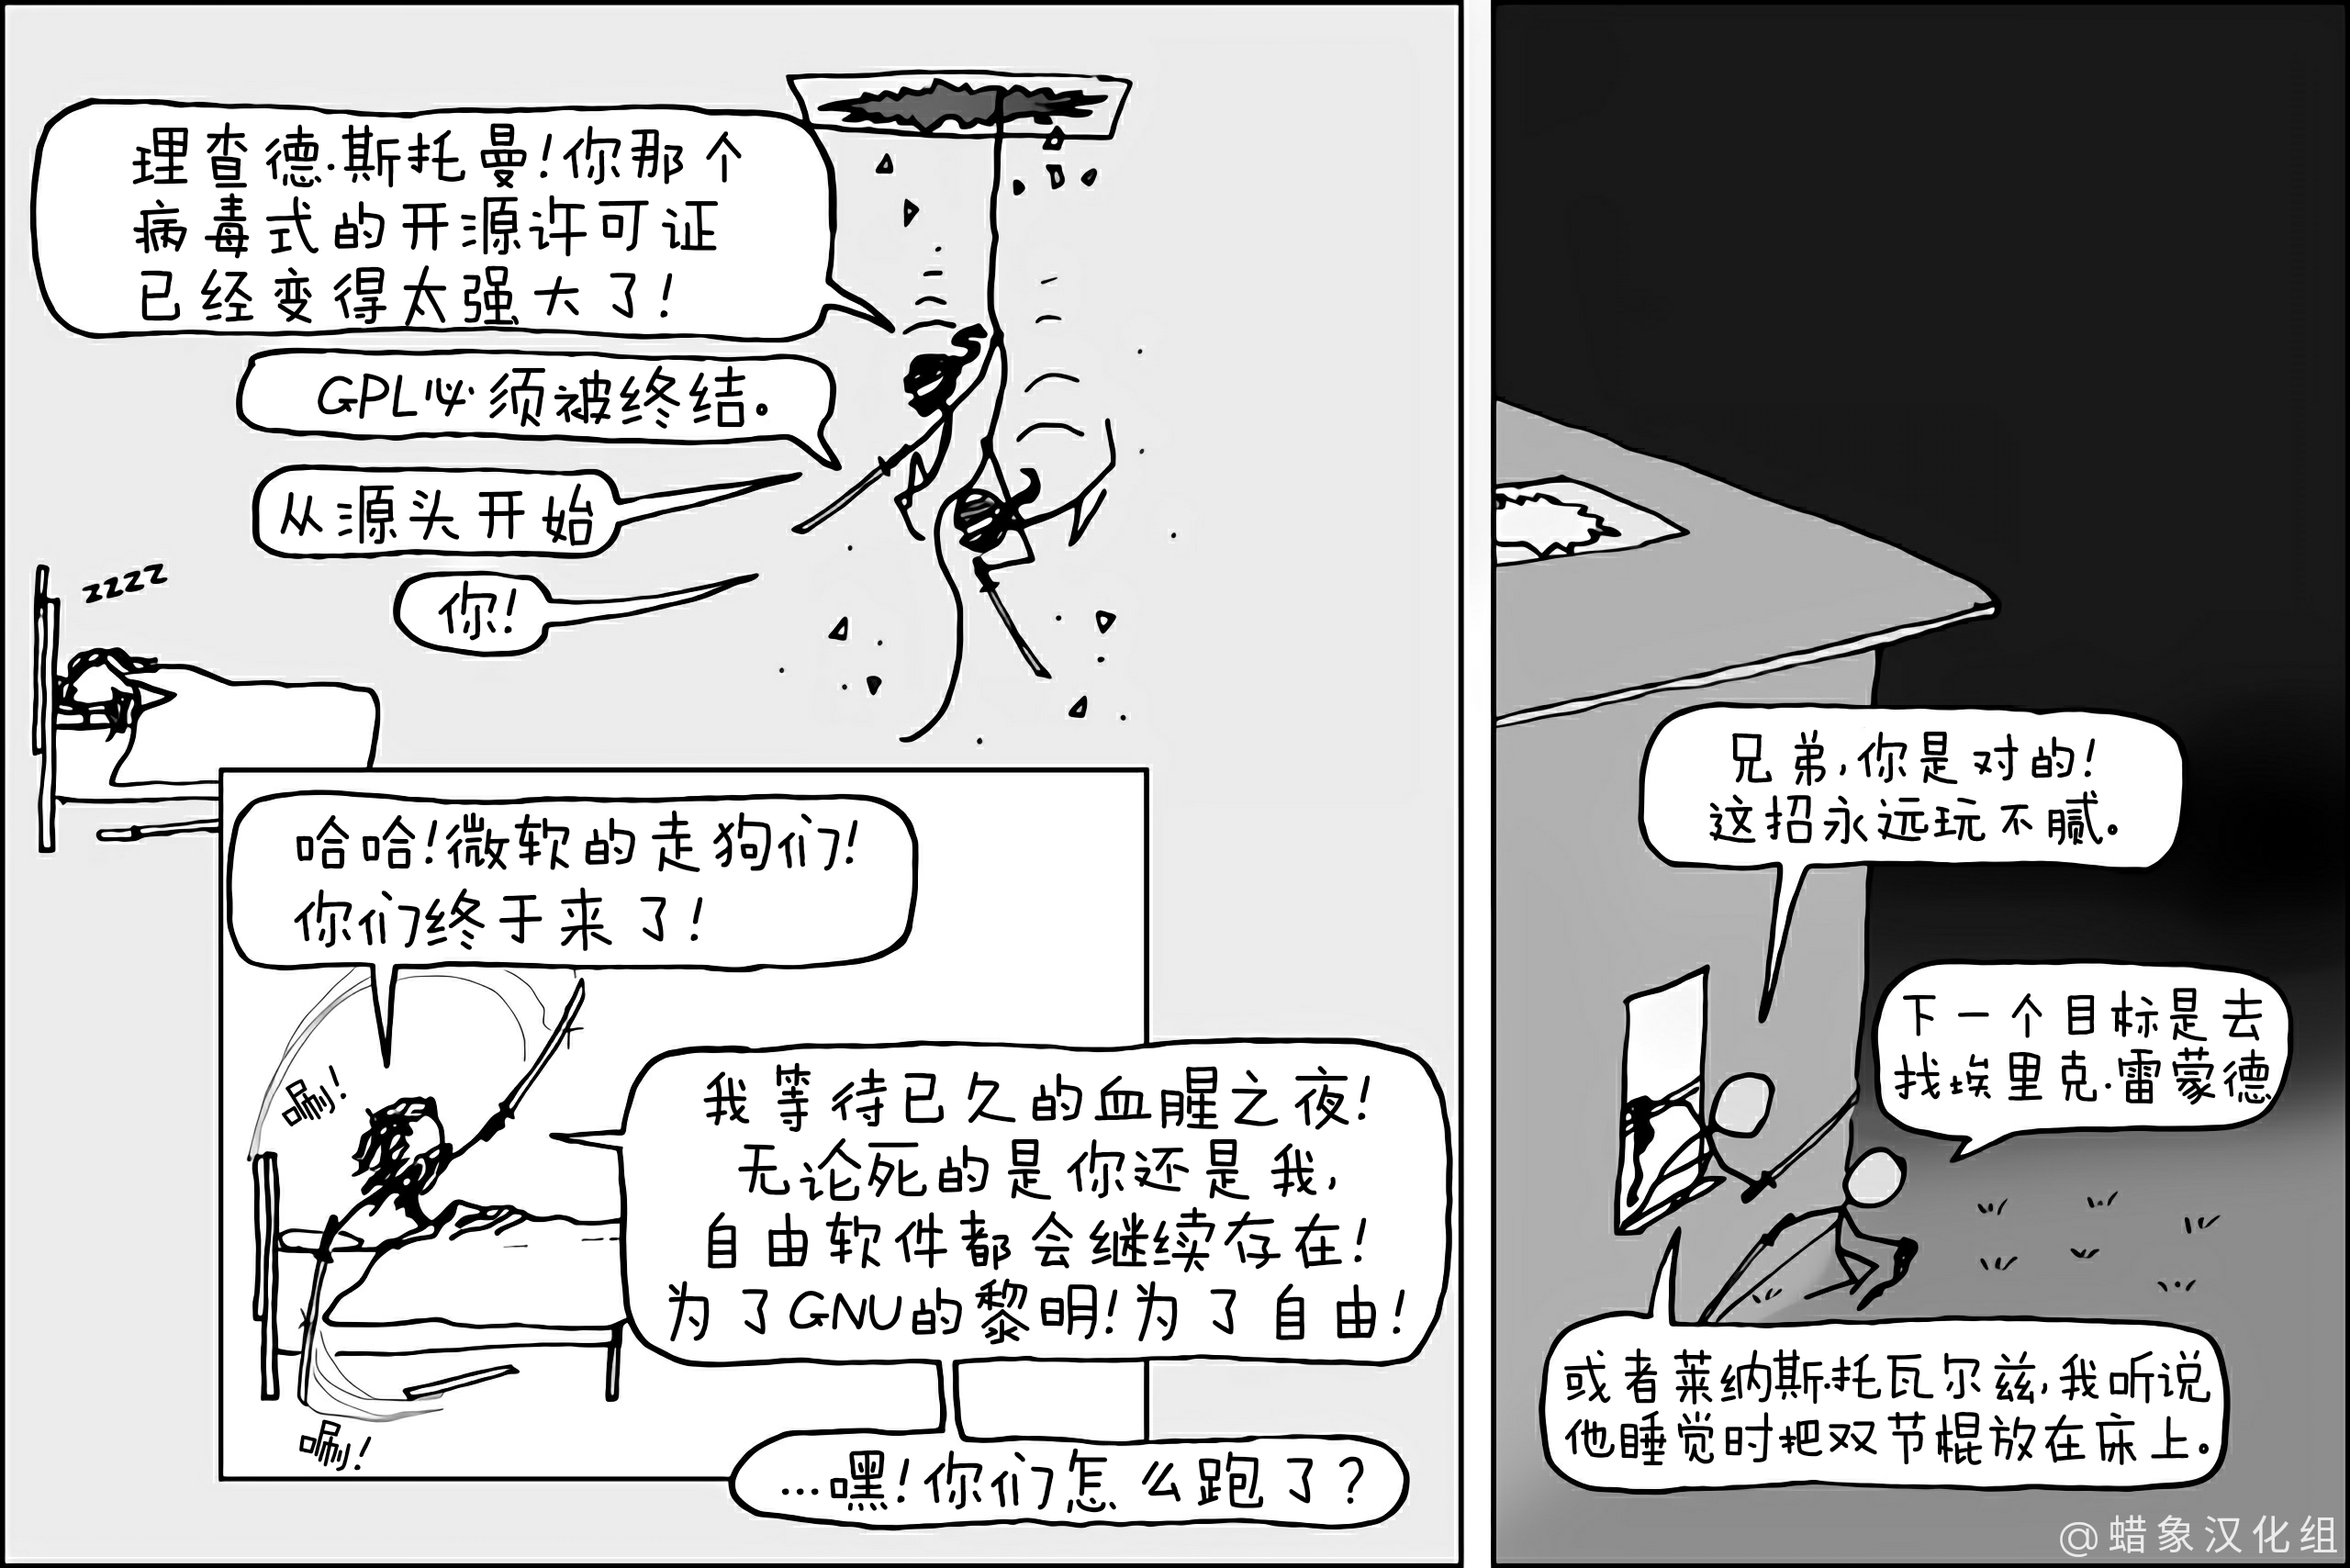 理查德·斯托曼!你那个
病毒式的开源许可证
已经变得太强大了!
GPL必须被终结。
从源头开始
你!
zzzz
哈哈!微软的走狗们!
你们终于来了!
唰!
我等待已久的血腥之夜!
无论死的是你还是我,
自由软件都会继续存在!
为了GNU的黎明!为了自由!
唰!
…嘿!你们怎么跑了?
兄弟,你是对的!
这招永远玩不腻。
下一个目标是去
找埃里克·雷蒙德
或者莱纳斯·托瓦尔兹,我听说
他睡觉时把双节棍放在床上。
@蜡象汉化组